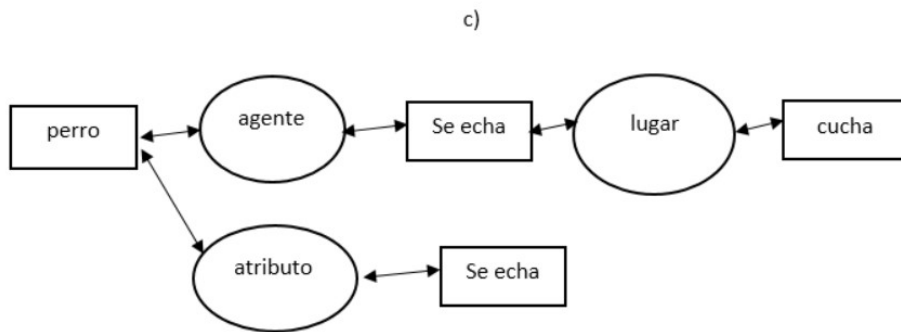 c)
perro
agente
Se echa
lugar
cucha
atributo
Se echa